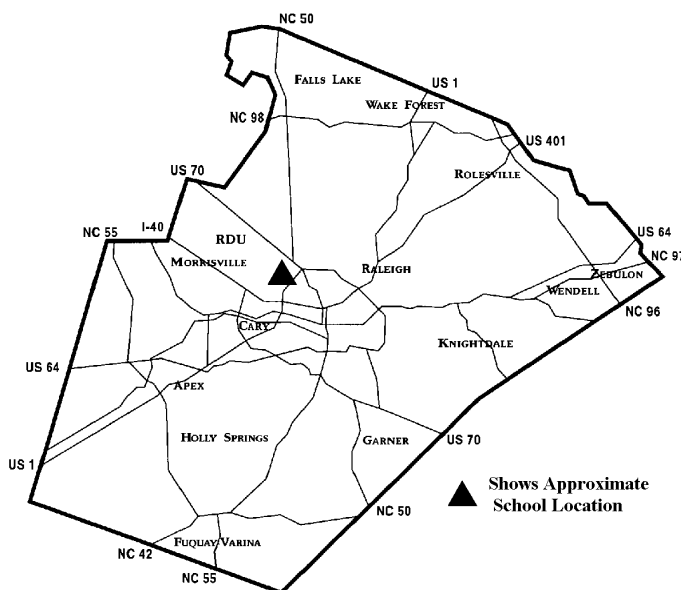 NC 50
FALLS LAKE
US 1
WAKE FOREST
NC 98
US 401
US 70
ROLESVILLE
NC 55
I-40
RDU
US 64
MORRISVILLE
RALEIGH
NC 97
ZEBULON
WENDELL
NC 96
CARY
KNIGHTDALE
US 64
APEX
HOLLY SPRINGS
GARNER
US 70
US 1
Shows Approximate
School Location
NC 50
FUQUAY-VARINA
NC 42
NC 55